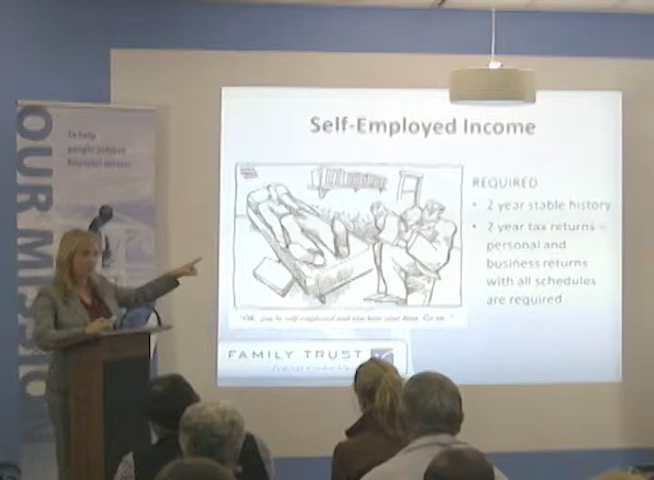 OUR MISSIO
to help
people achieve
financial success
Self-Employed Income
REQUIRED
• 2 year stable history
• 2 year tax returns –
personal and
business returns
with all schedules
are required
"OK, you're self-employed and you hate your boss. Go on..."
FAMILY TRUST
Federal Credit Union